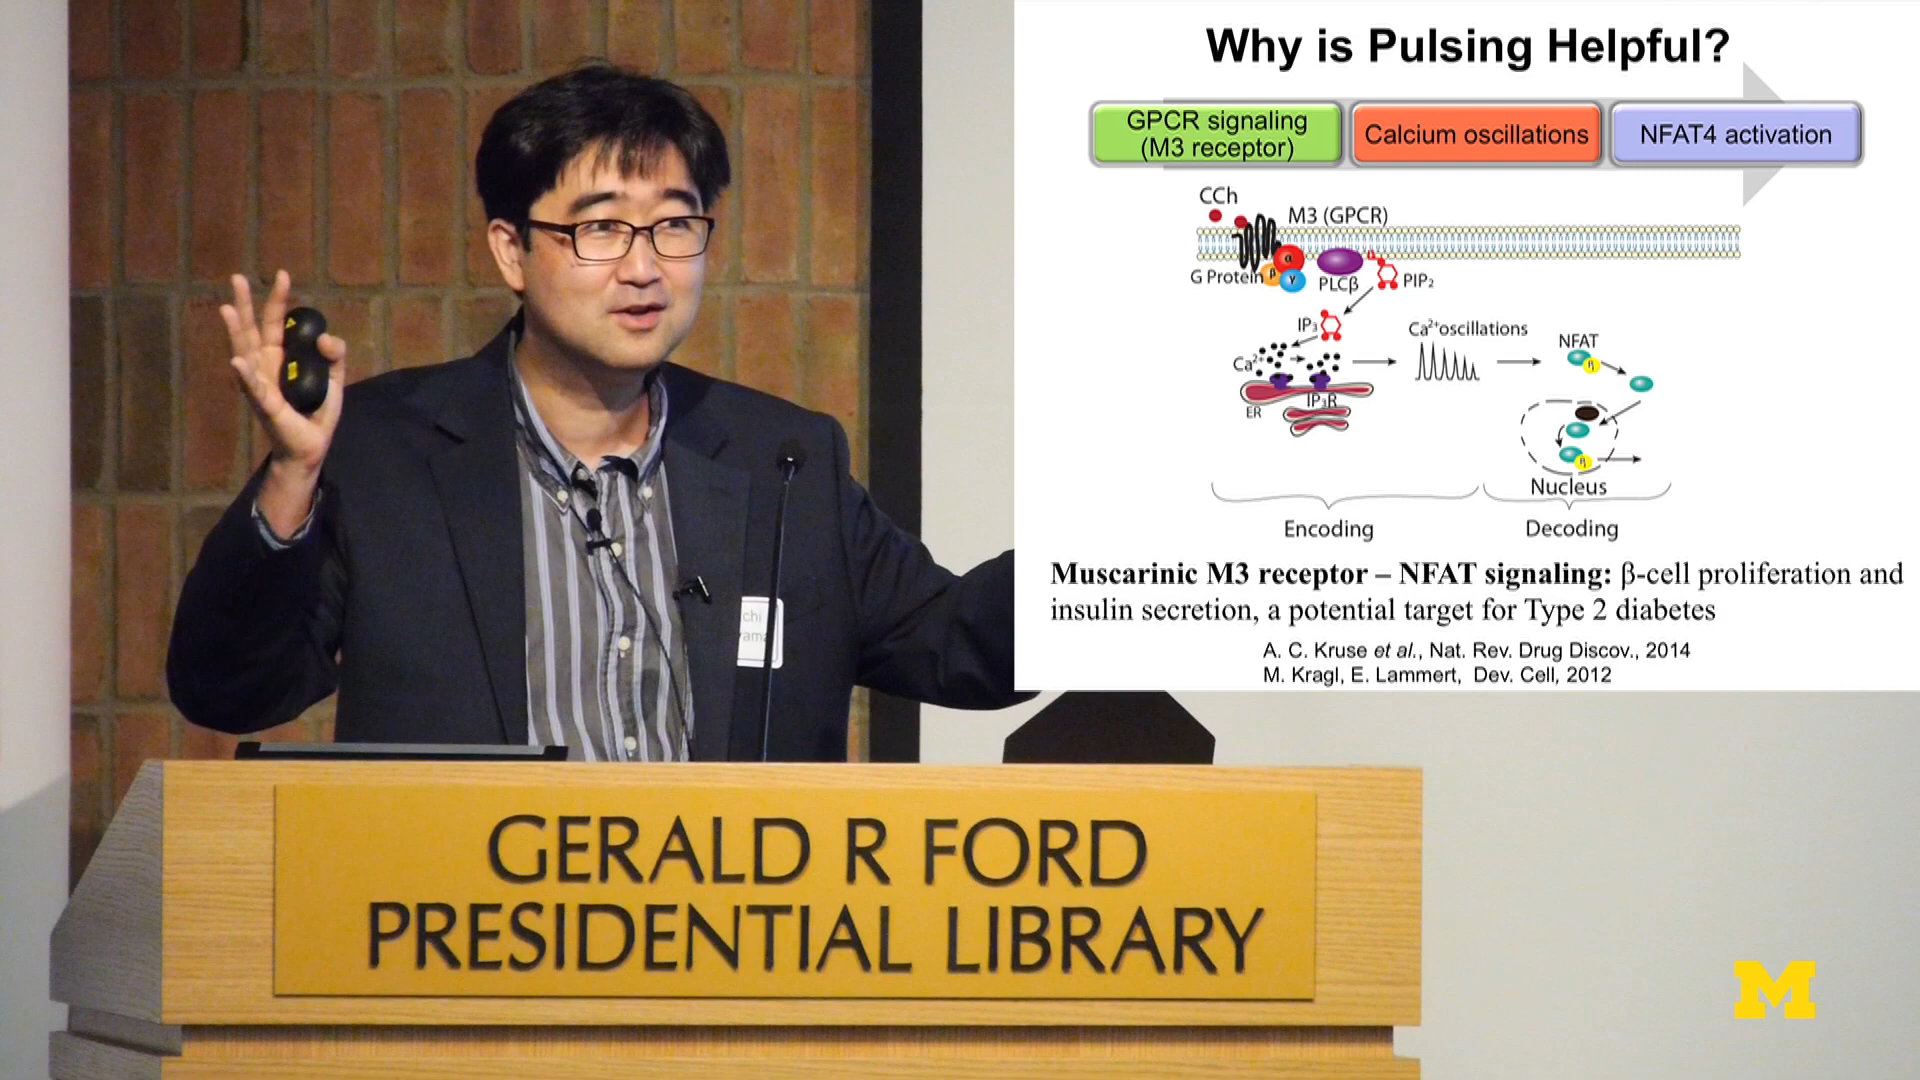 Why is Pulsing Helpful?
GPCR signaling
(M3 receptor)
Calcium oscillations
NFAT4 activation
CCh
M3 (GPCR)
α
β
γ
G Protein
PLCβ
α
PIP₂
IP₃
Ca²⁺
Ca²⁺oscillations
NFAT
ER
IP₃R
Nucleus
Encoding
Decoding
Muscarinic M3 receptor – NFAT signaling: β-cell proliferation and
insulin secretion, a potential target for Type 2 diabetes
A. C. Kruse et al., Nat. Rev. Drug Discov., 2014
M. Kragl, E. Lammert, Dev. Cell, 2012
chi
yama
GERALD R FORD
PRESIDENTIAL LIBRARY
M